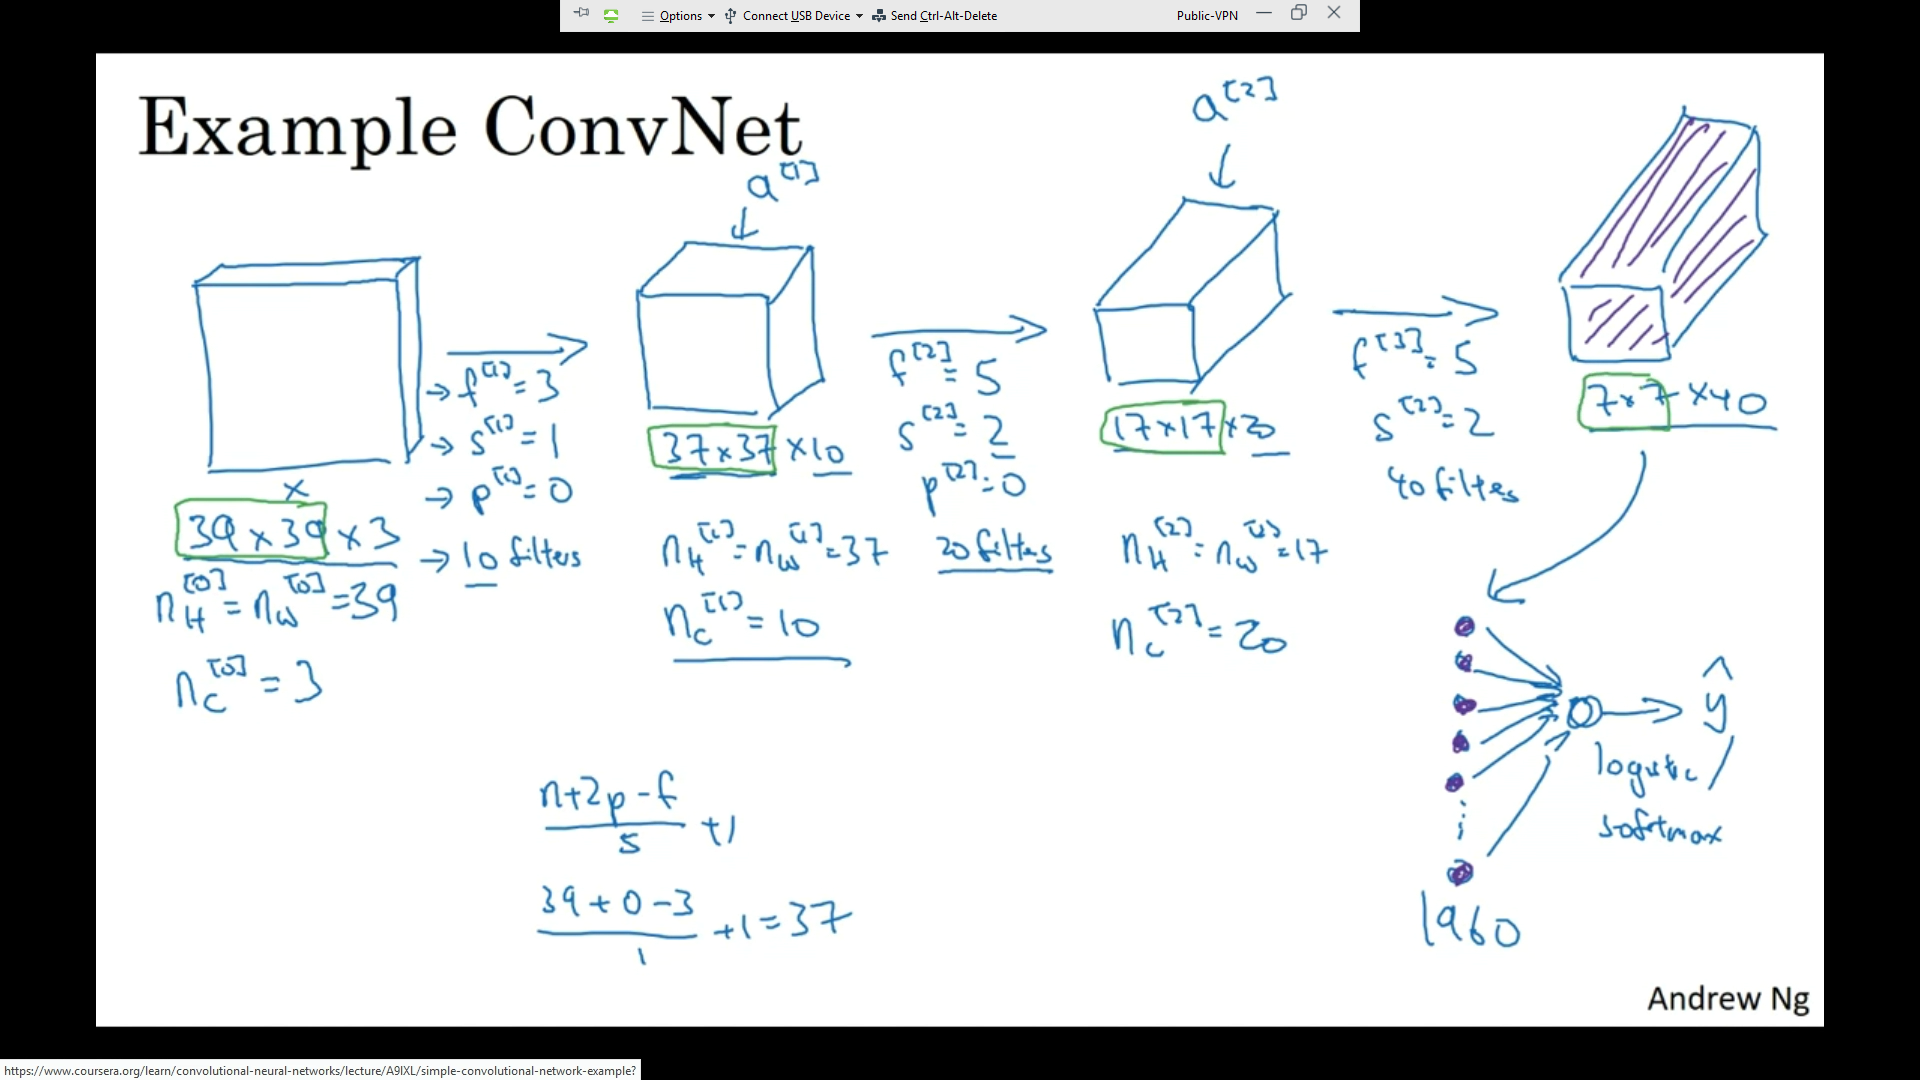 Options
Connect USB Device
Send Ctrl-Alt-Delete
Public-VPN
Example ConvNet
a[1]
a[2]
x
39 x 39 x 3
nH[0] = nW[0] = 39
nC[0] = 3
→ f[1] = 3
→ s[1] = 1
→ p[1] = 0
→ 10 filters
37 x 37 x 10
nH[1] = nW[1] = 37
nC[1] = 10
f[2] = 5
s[2] = 2
p[2] = 0
20 filters
17 x 17 x 20
nH[2] = nW[2] = 17
nC[2] = 20
f[3] = 5
s[2] = 2
40 filters
7 x 7 x 40
n+2p-f
s
+1
39 + 0 - 3
1
+1 = 37
ŷ
logistic /
softmax
1960
Andrew Ng
https://www.coursera.org/learn/convolutional-neural-networks/lecture/A9lXL/simple-convolutional-network-example?